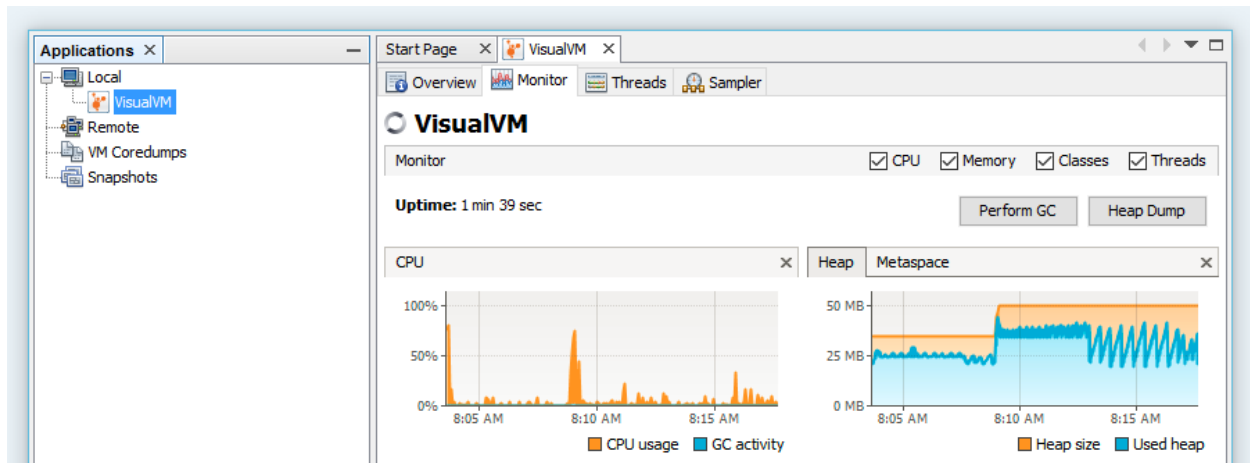 Applications
Local
VisualVM
Remote
VM Coredumps
Snapshots
Start Page VisualVM
Overview Monitor Threads Sampler
VisualVM
Monitor CPU Memory Classes Threads
Uptime: 1 min 39 sec Perform GC Heap Dump
CPU
100%
50%
0%
8:05 AM 8:10 AM 8:15 AM
CPU usage GC activity
Heap Metaspace
50 MB
25 MB
0 MB
8:05 AM 8:10 AM 8:15 AM
Heap size Used heap